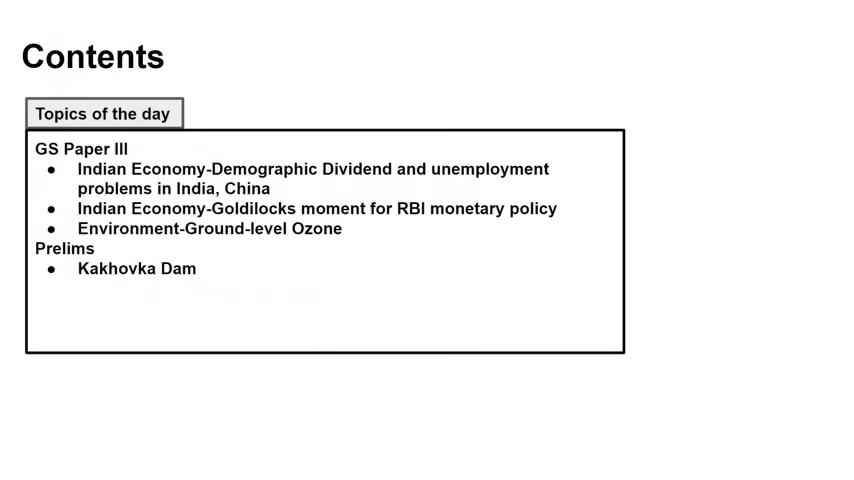 Contents
Topics of the day
GS Paper III
● Indian Economy-Demographic Dividend and unemployment
problems in India, China
● Indian Economy-Goldilocks moment for RBI monetary policy
● Environment-Ground-level Ozone
Prelims
● Kakhovka Dam